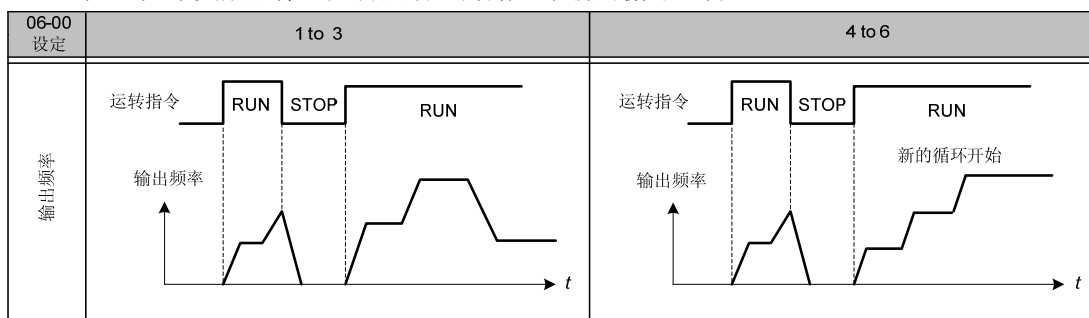 06-00
设定
1 to 3
4 to 6
输出频率
运转指令
RUN
STOP
RUN
输出频率
t
运转指令
RUN
STOP
RUN
新的循环开始
输出频率
t